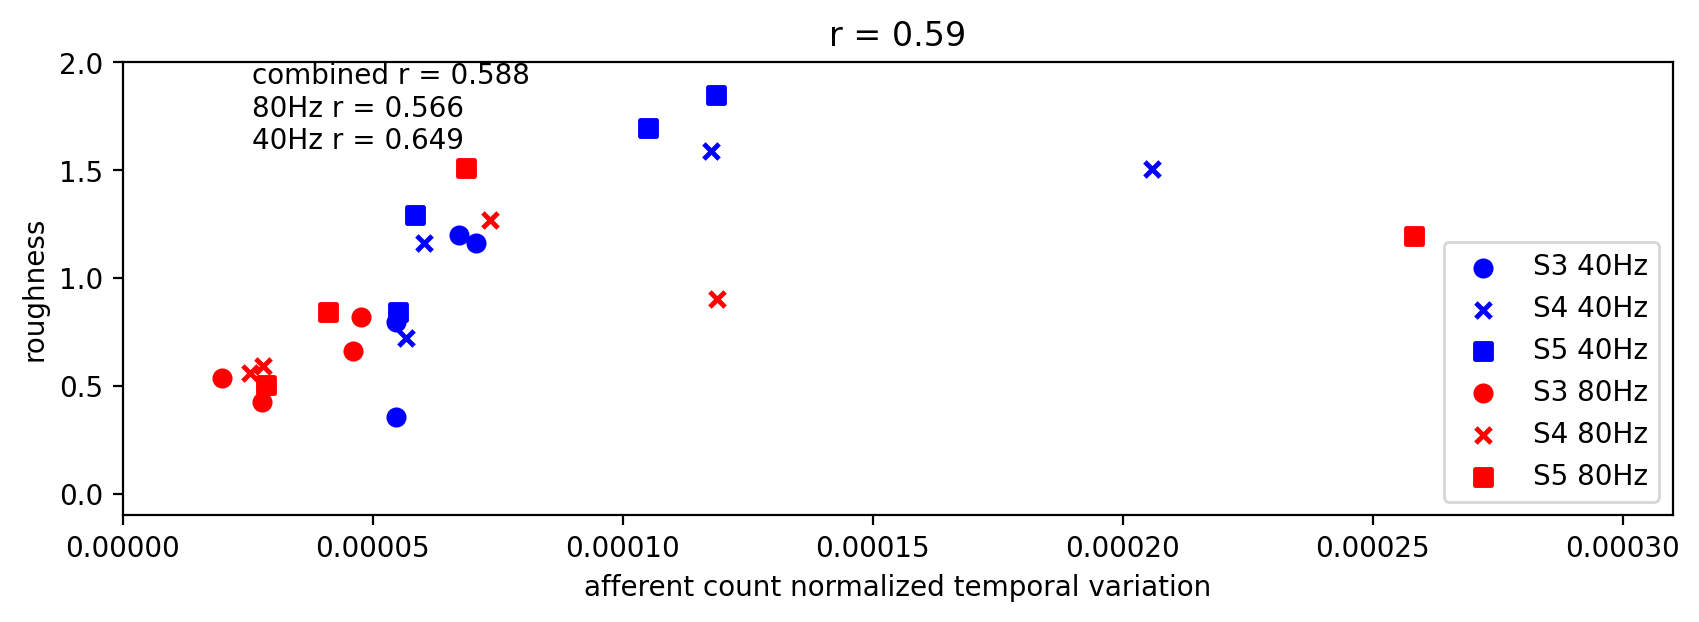 r = 0.59
combined r = 0.588
80Hz r = 0.566
40Hz r = 0.649
roughness
2.0
1.5
1.0
0.5
0.0
S3 40Hz
S4 40Hz
S5 40Hz
S3 80Hz
S4 80Hz
S5 80Hz
0.00000 0.00005 0.00010 0.00015 0.00020 0.00025 0.00030
afferent count normalized temporal variation